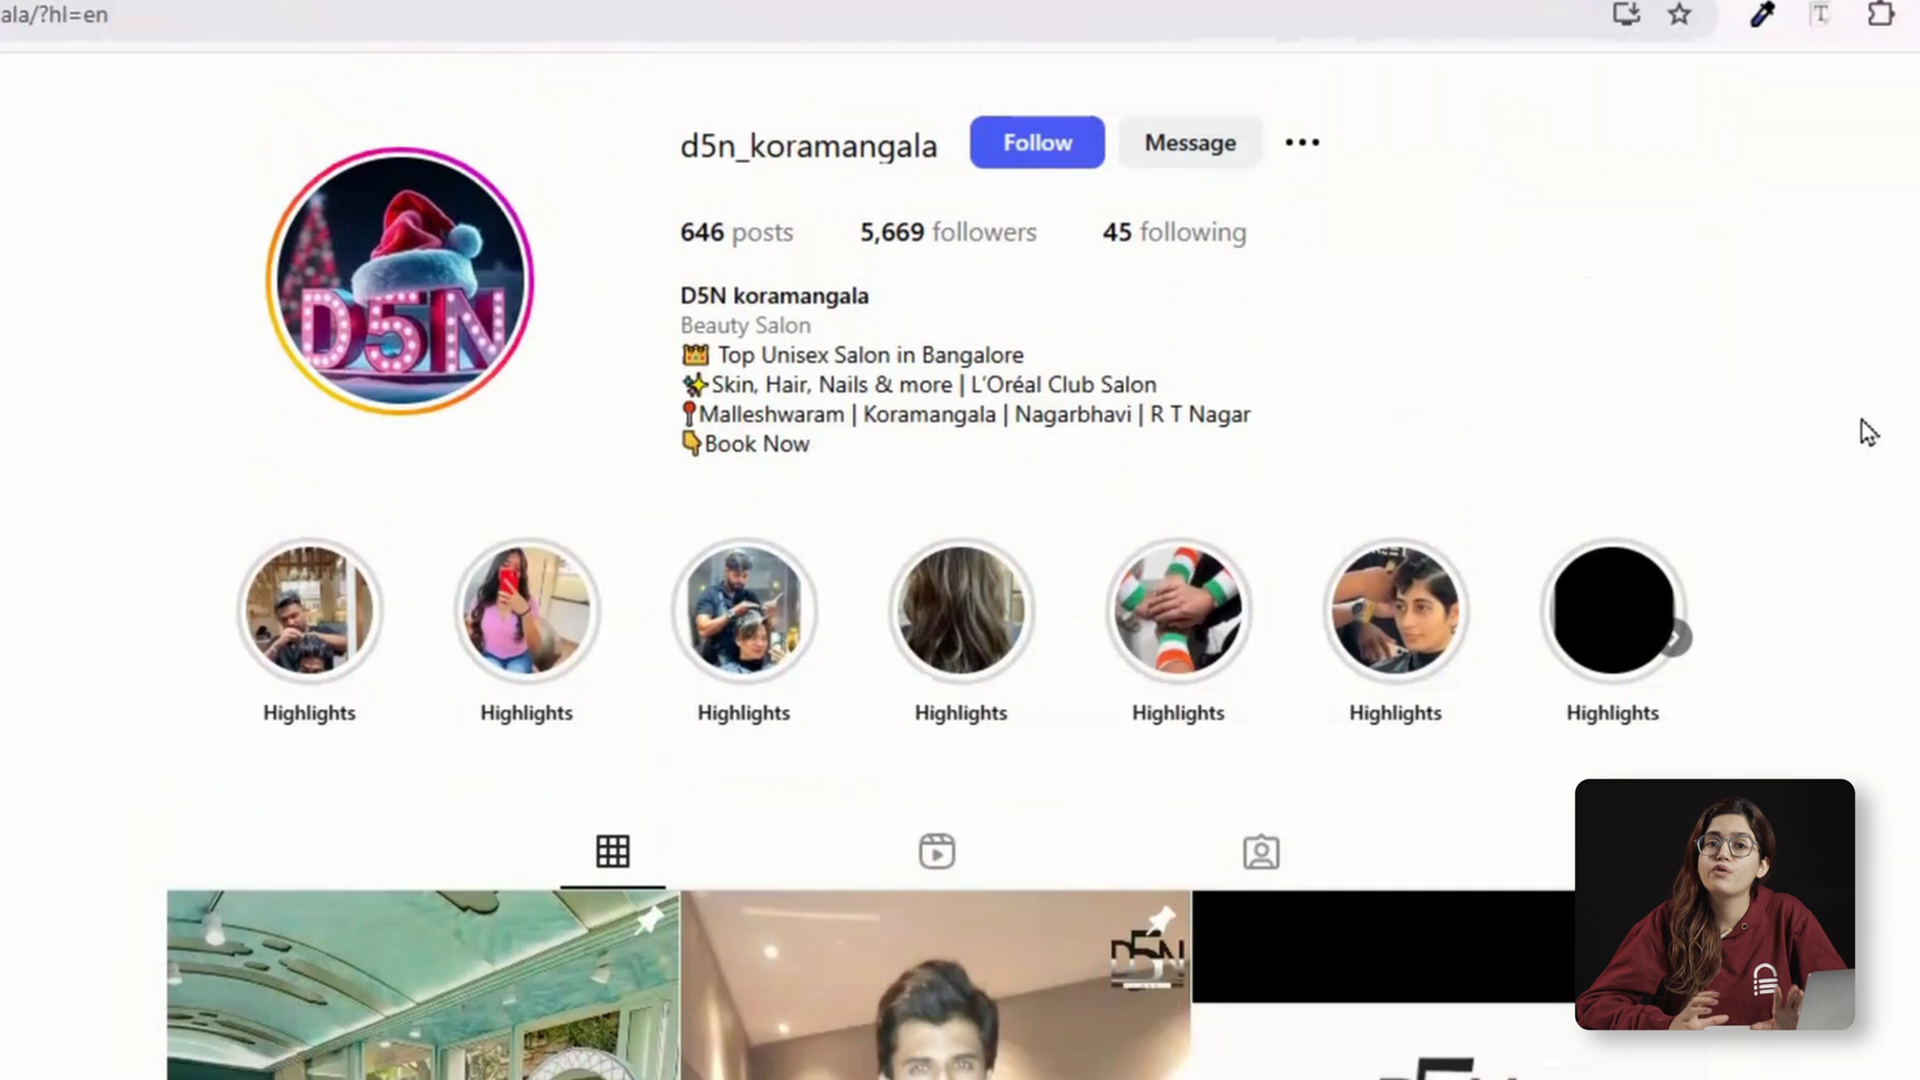 ala/?hl=en
d5n_koramangala
Follow
Message
646 posts
5,669 followers
45 following
D5N
D5N koramangala
Beauty Salon
👑 Top Unisex Salon in Bangalore
✨Skin, Hair, Nails & more | L'Oréal Club Salon
📍Malleshwaram | Koramangala | Nagarbhavi | R T Nagar
👇Book Now
Highlights
Highlights
Highlights
Highlights
Highlights
Highlights
Highlights
D5N